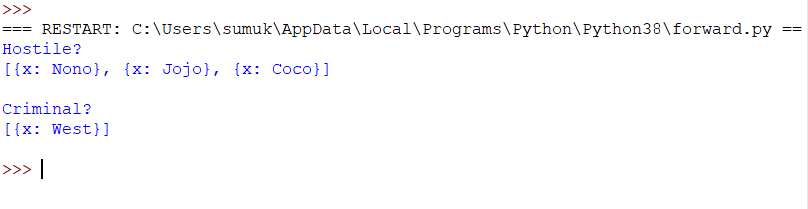 >>>
=== RESTART: C:\Users\sumuk\AppData\Local\Programs\Python\Python38\forward.py ==
Hostile?
[{x: Nono}, {x: Jojo}, {x: Coco}]
Criminal?
[{x: West}]
>>>